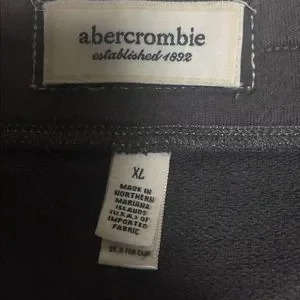 abercrombie
established 1892
XL
MADE IN
NORTHERN
MARIANA
ISLANDS
(U.S.A.) OF
IMPORTED
FABRIC